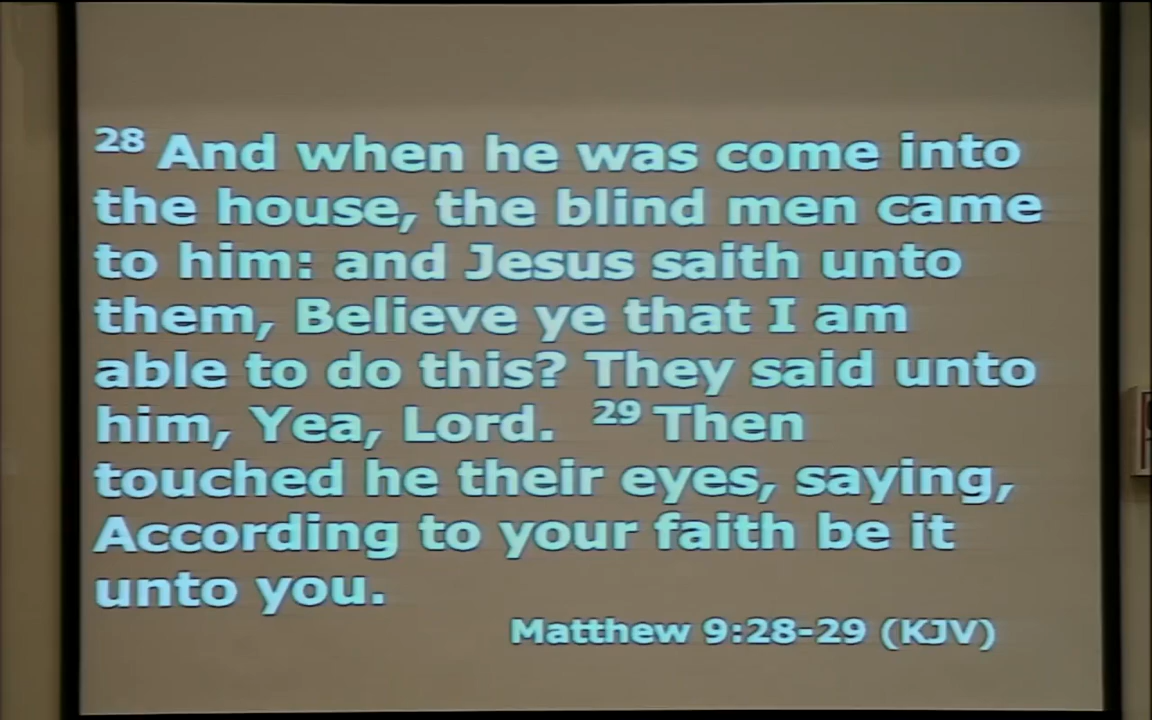 28 And when he was come into
the house, the blind men came
to him: and Jesus saith unto
them, Believe ye that I am
able to do this? They said unto
him, Yea, Lord. 29 Then
touched he their eyes, saying,
According to your faith be it
unto you.
Matthew 9:28-29 (KJV)